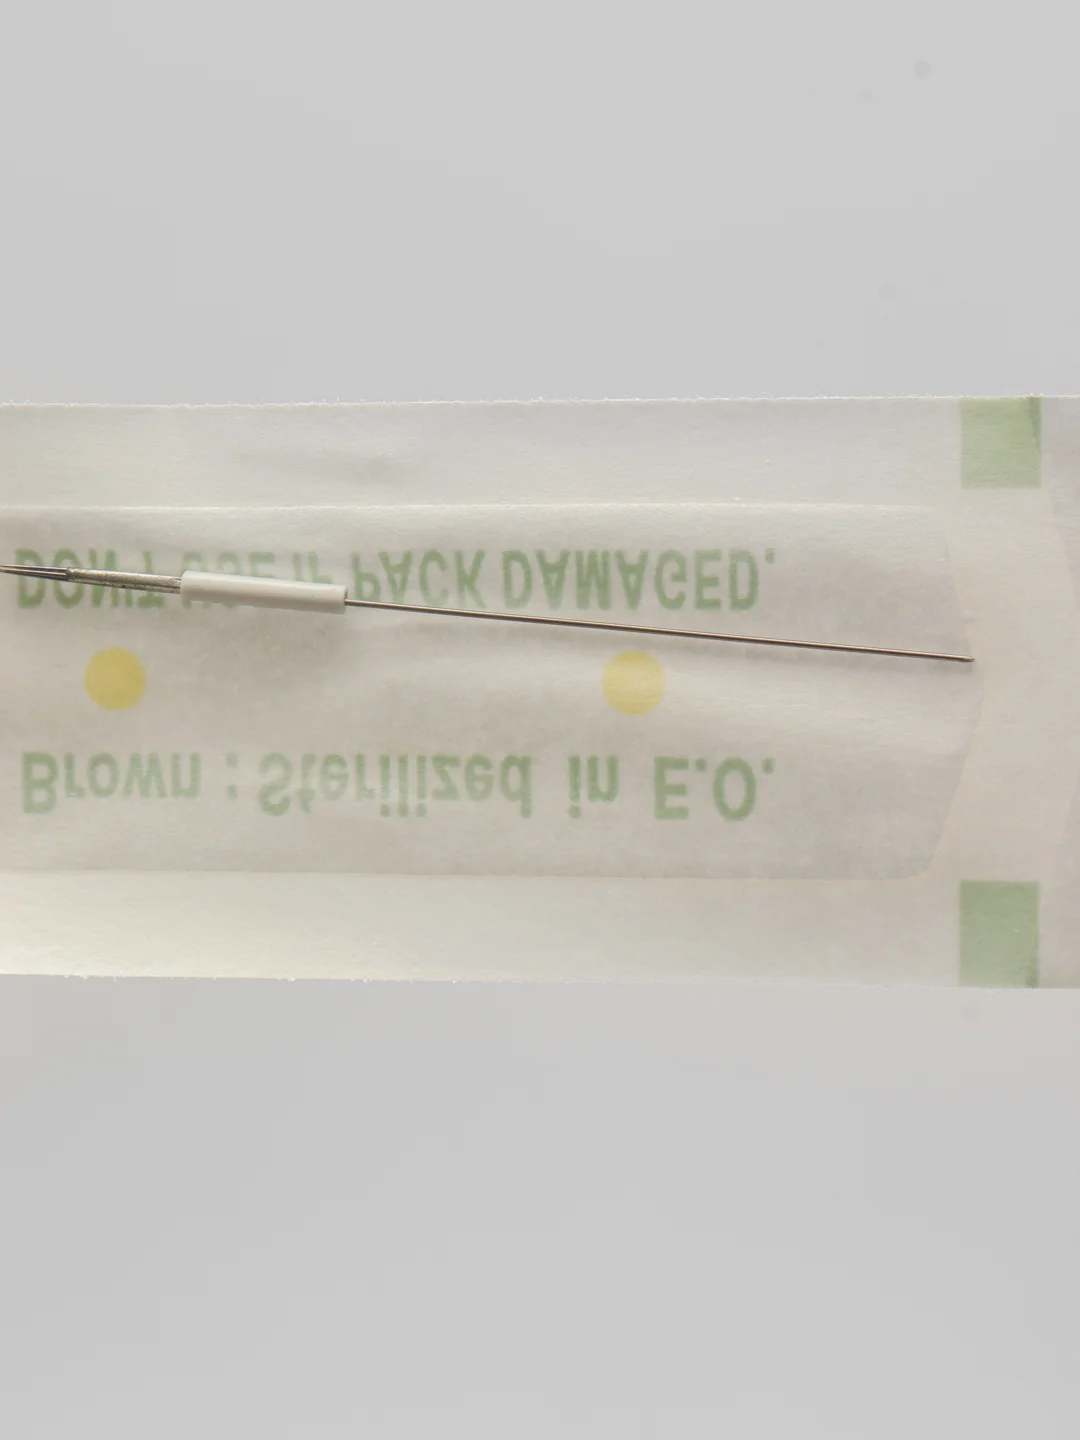 DON'T USE IF PACK DAMAGED.
Brown : Sterilized in E.O.